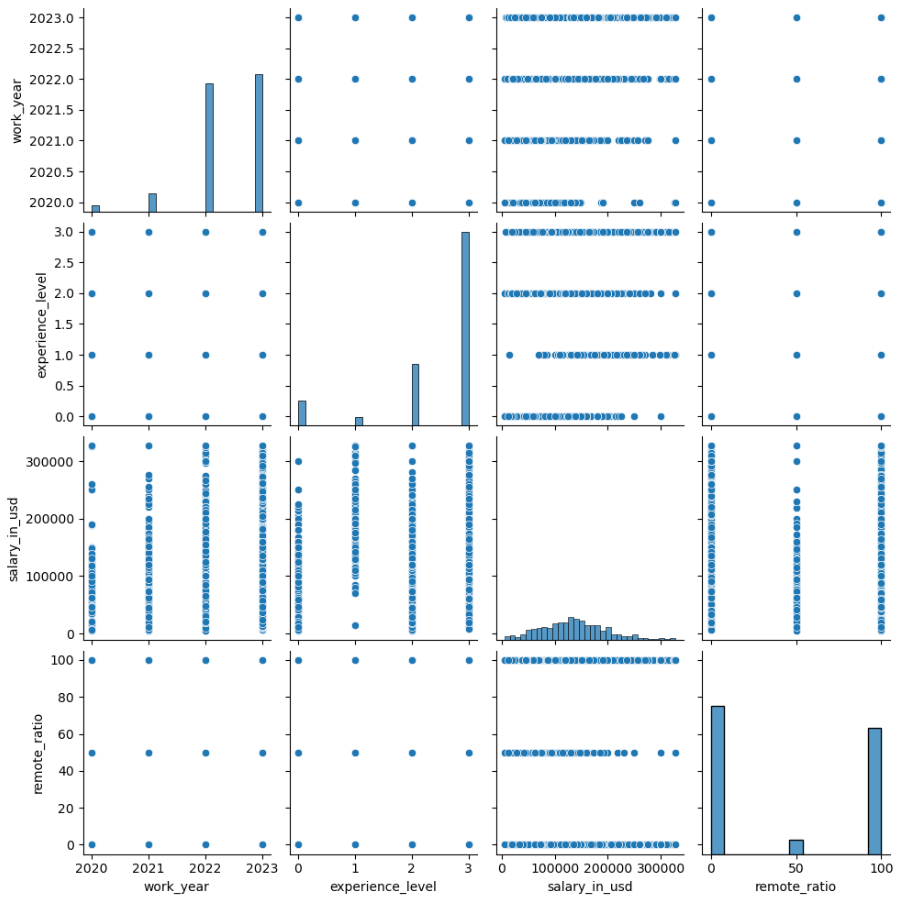 2023.0
2022.5
2022.0
2021.5
2021.0
2020.5
2020.0
work_year
3.0
2.5
2.0
1.5
1.0
0.5
0.0
experience_level
300000
200000
100000
0
salary_in_usd
100
80
60
40
20
0
remote_ratio
2020 2021 2022 2023
work_year
0 1 2 3
experience_level
0 100000 200000 300000
salary_in_usd
0 50 100
remote_ratio